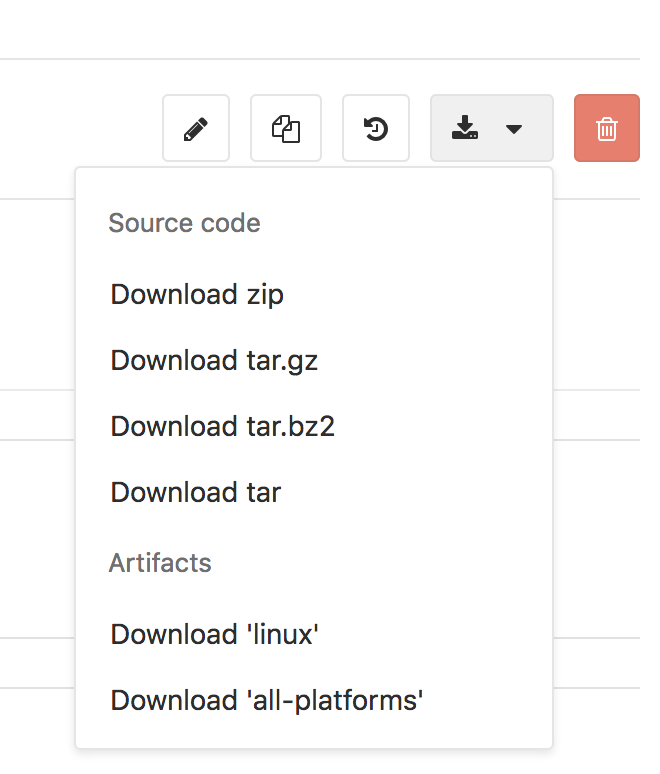 Source code
Download zip
Download tar.gz
Download tar.bz2
Download tar
Artifacts
Download 'linux'
Download 'all-platforms'